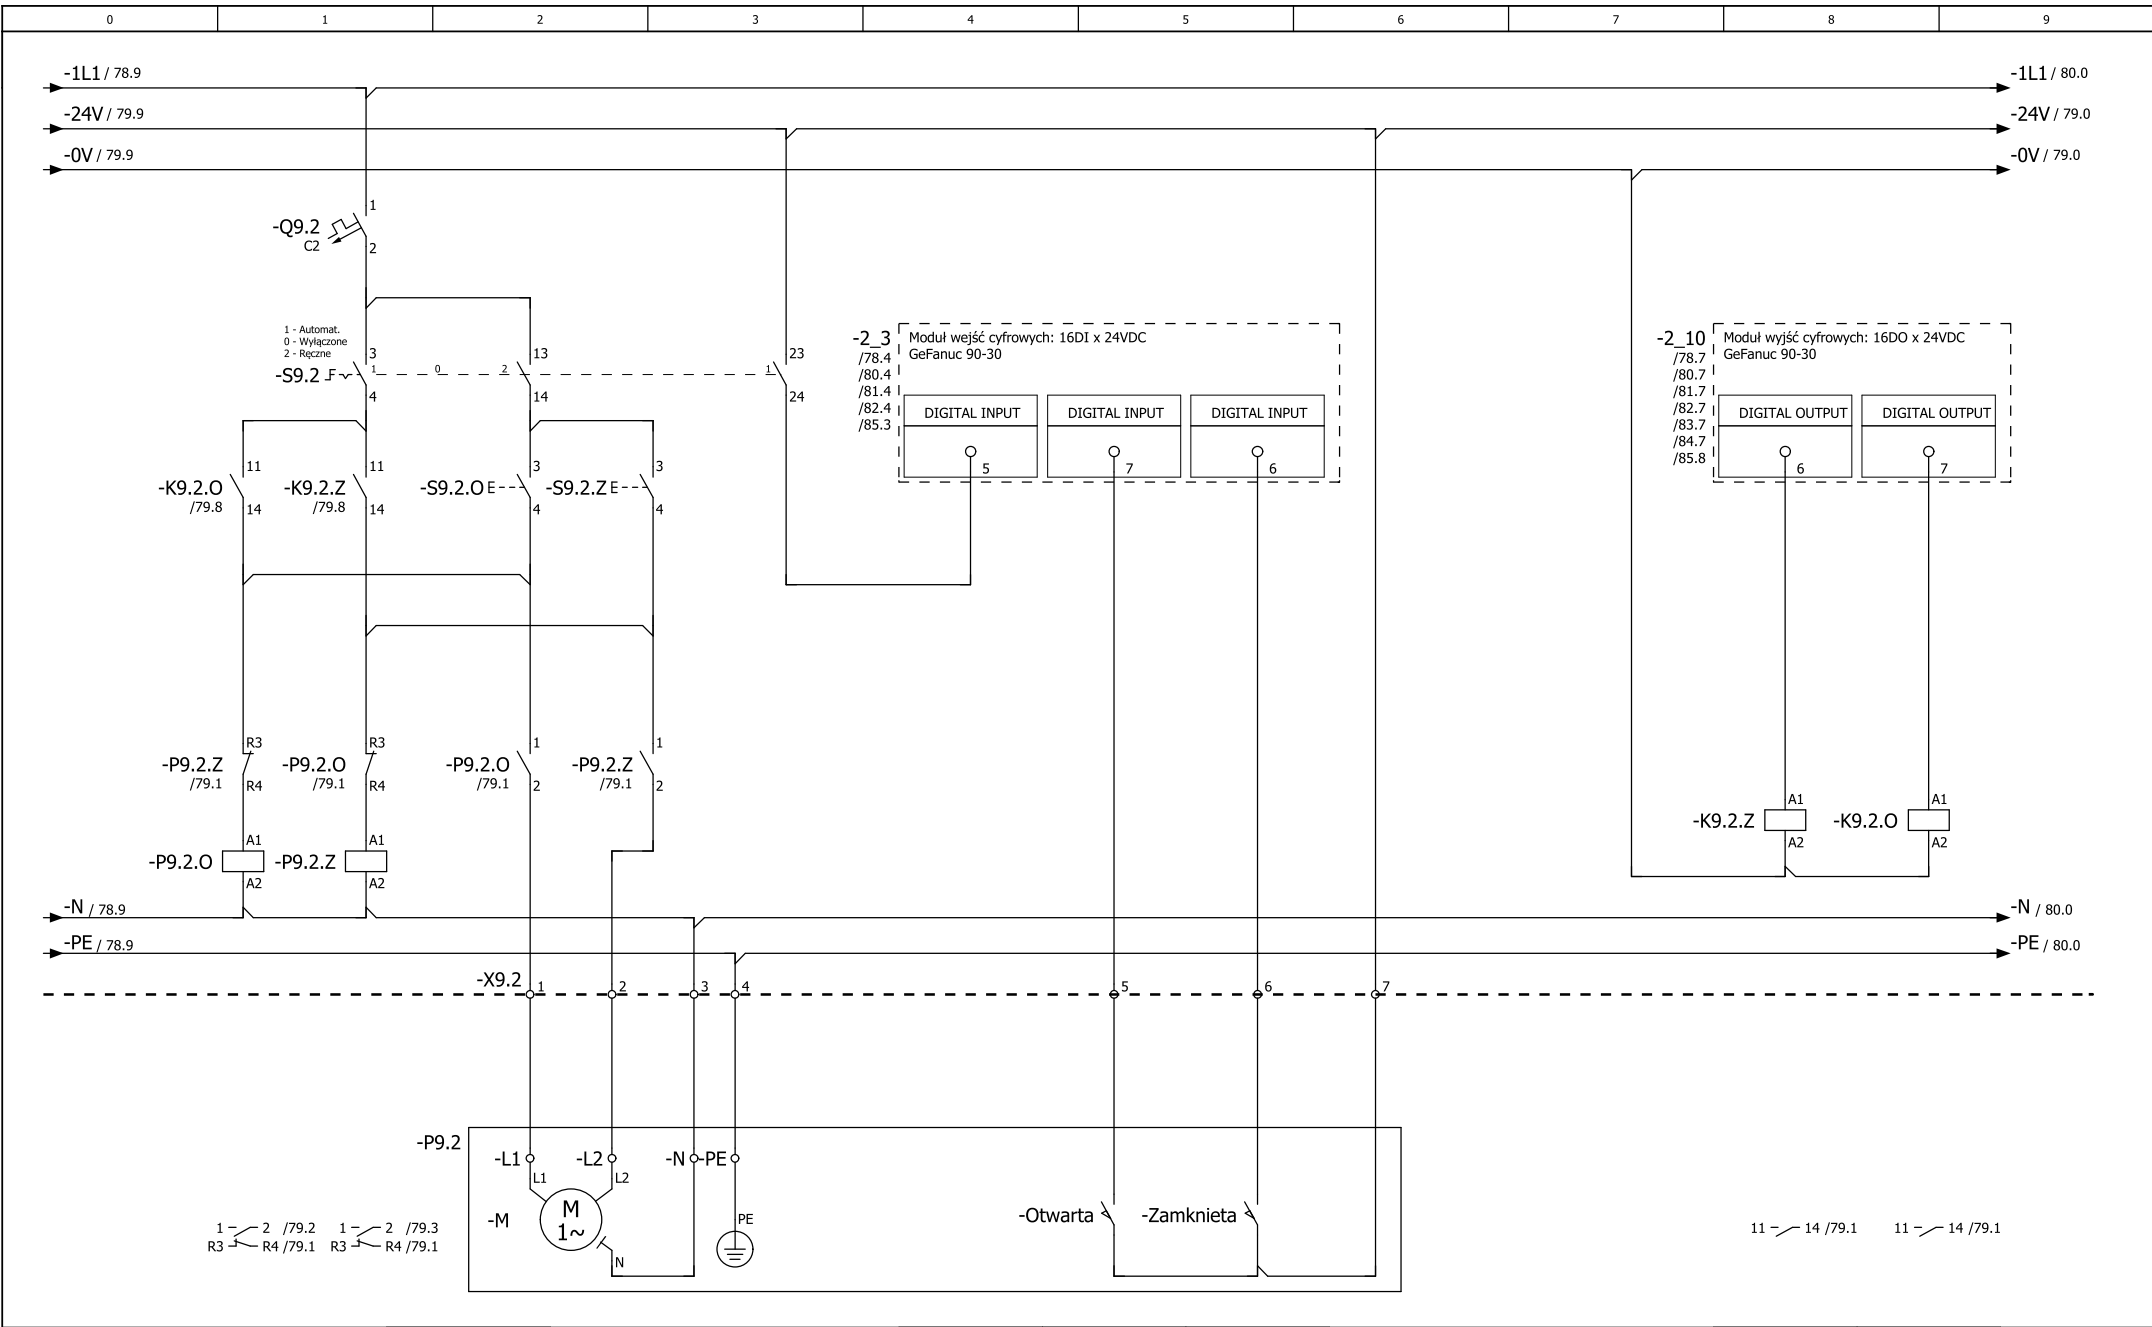 0 1 2 3 4 5 6 7 8 9
-1L1 / 78.9 -1L1 / 80.0
-24V / 79.9 -24V / 79.0
-0V / 79.9 -0V / 79.0
1
-Q9.2
C2
2
1 - Automat.
0 - Wyłączone
2 - Ręczne
3 13 23
-S9.2 1 0 2 1
4 14 24
-2_3
/78.4
/80.4
/81.4
/82.4
/85.3
Moduł wejść cyfrowych: 16DI x 24VDC
GeFanuc 90-30
DIGITAL INPUT DIGITAL INPUT DIGITAL INPUT
5 7 6
-2_10
/78.7
/80.7
/81.7
/82.7
/83.7
/84.7
/85.8
Moduł wyjść cyfrowych: 16DO x 24VDC
GeFanuc 90-30
DIGITAL OUTPUT DIGITAL OUTPUT
6 7
11 11 3 3
-K9.2.O -K9.2.Z -S9.2.O -S9.2.Z
/79.8 /79.8
14 14 4 4
R3 R3 1 1
-P9.2.Z -P9.2.O -P9.2.O -P9.2.Z
/79.1 /79.1 /79.1 /79.1
R4 R4 2 2
A1 A1
-K9.2.Z -K9.2.O
A2 A2
A1 A1
-P9.2.O -P9.2.Z
A2 A2
-N / 78.9 -N / 80.0
-PE / 78.9 -PE / 80.0
-X9.2 1 2 3 4 5 6 7
-P9.2
-L1 -L2 -N -PE
L1 L2
-M M
1~
N
PE
-Otwarta -Zamknieta
1 2 /79.2 1 2 /79.3
R3 R4 /79.1 R3 R4 /79.1
11 14 /79.1 11 14 /79.1